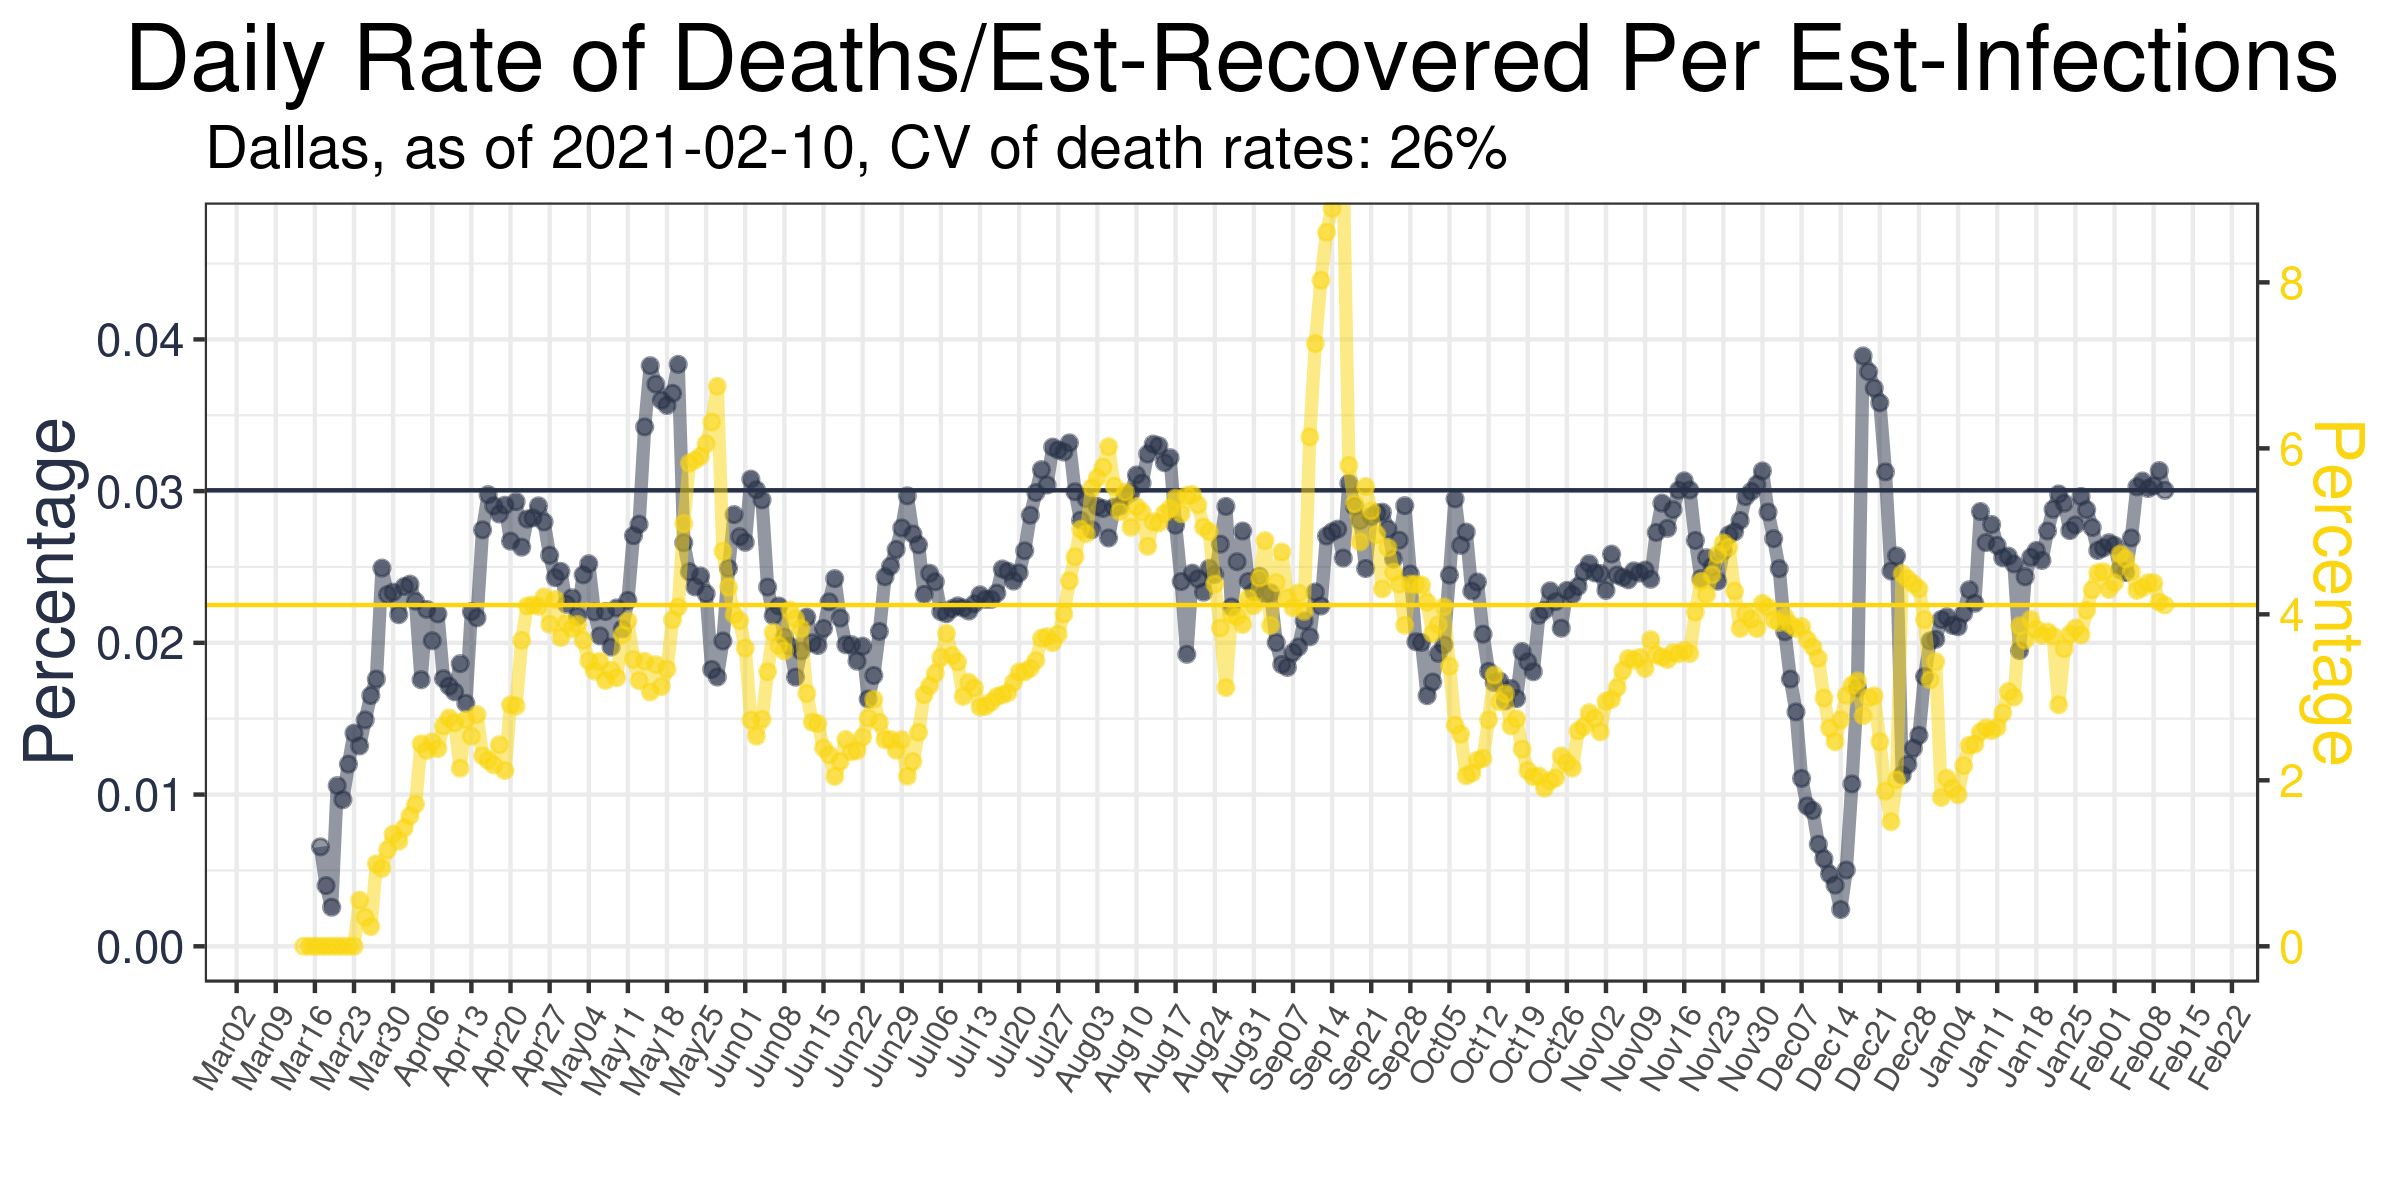 Daily Rate of Deaths/Est-Recovered Per Est-Infections
Dallas, as of 2021-02-10, CV of death rates: 26%
Percentage
0.04
0.03
0.02
0.01
0.00
8
6
4
2
0
Percentage
Mar02
Mar09
Mar16
Mar23
Mar30
Apr06
Apr13
Apr20
Apr27
May04
May11
May18
May25
Jun01
Jun08
Jun15
Jun22
Jun29
Jul06
Jul13
Jul20
Jul27
Aug03
Aug10
Aug17
Aug24
Aug31
Sep07
Sep14
Sep21
Sep28
Oct05
Oct12
Oct19
Oct26
Nov02
Nov09
Nov16
Nov23
Nov30
Dec07
Dec14
Dec21
Dec28
Jan04
Jan11
Jan18
Jan25
Feb01
Feb08
Feb15
Feb22